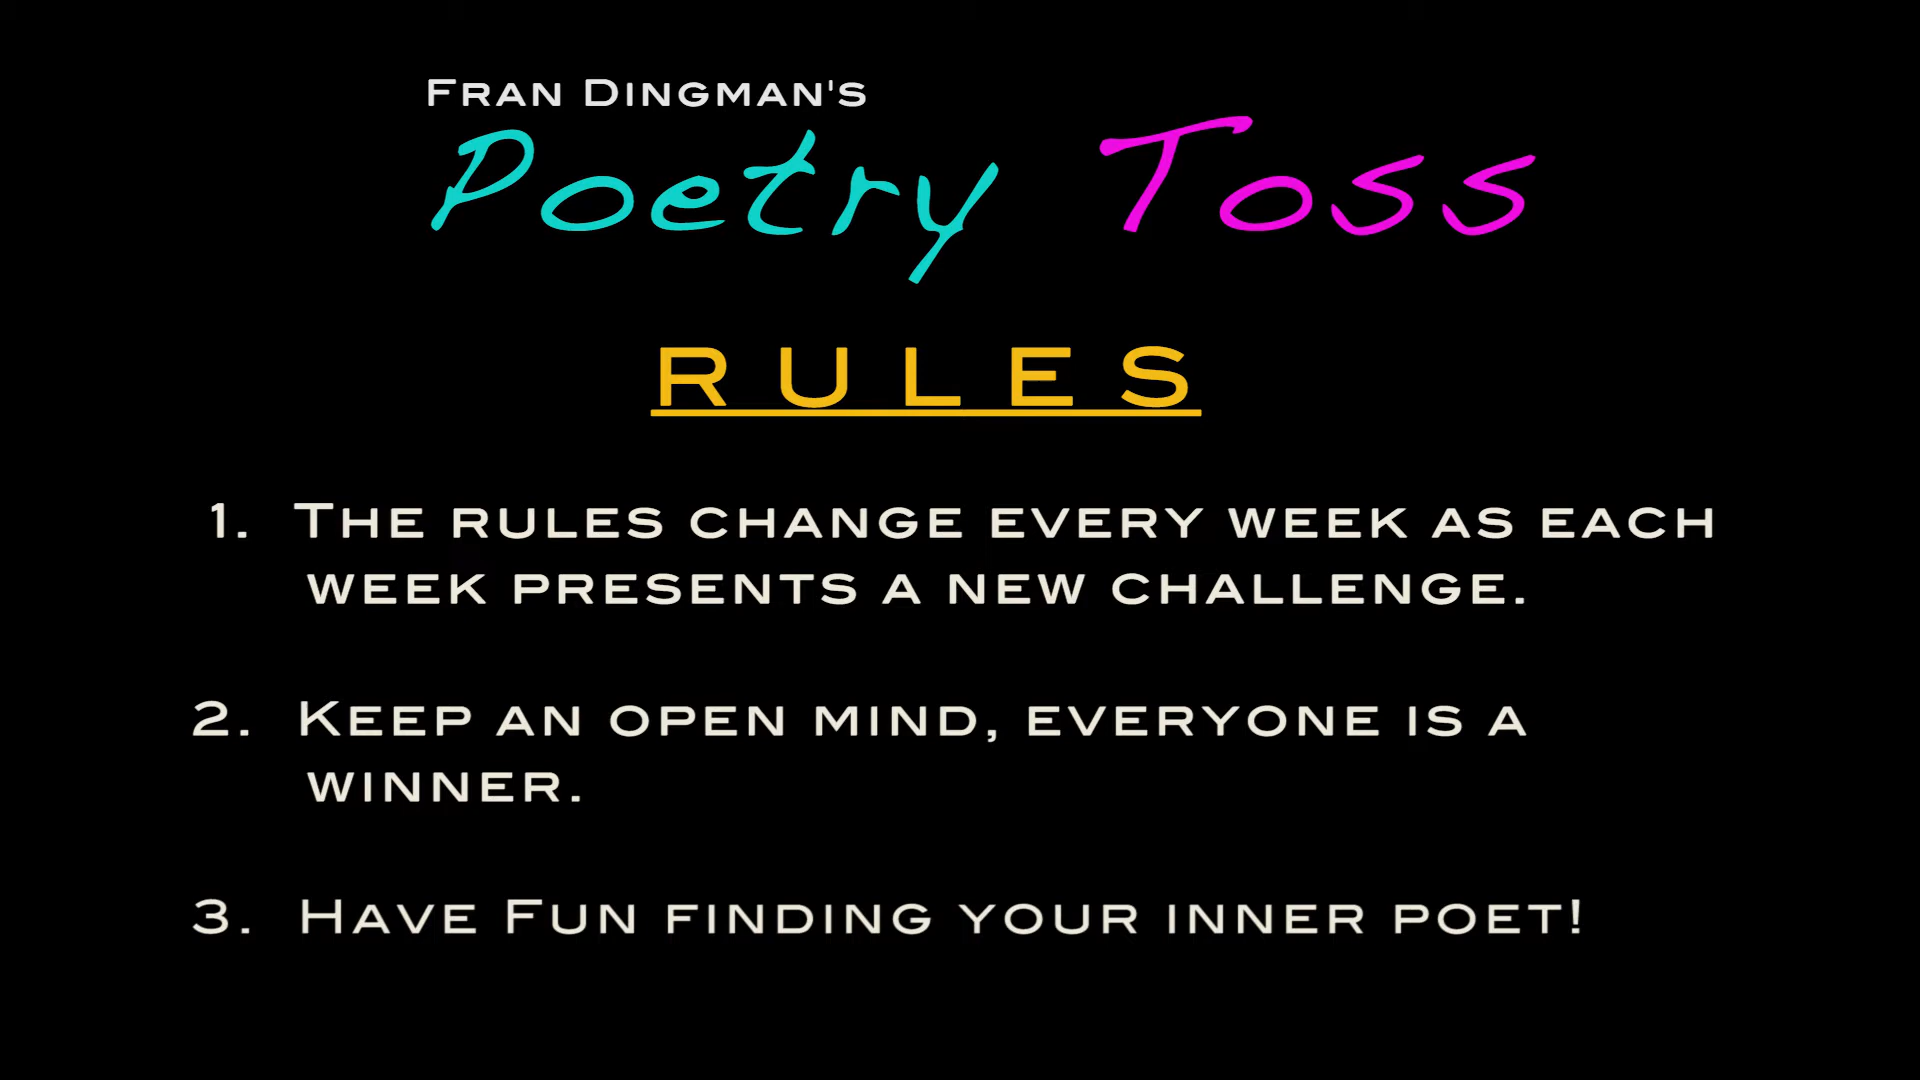 Fran Dingman's
Poetry Toss
RULES
1. The rules change every week as each
week presents a new challenge.
2. Keep an open mind, everyone is a
winner.
3. Have Fun finding your inner poet!